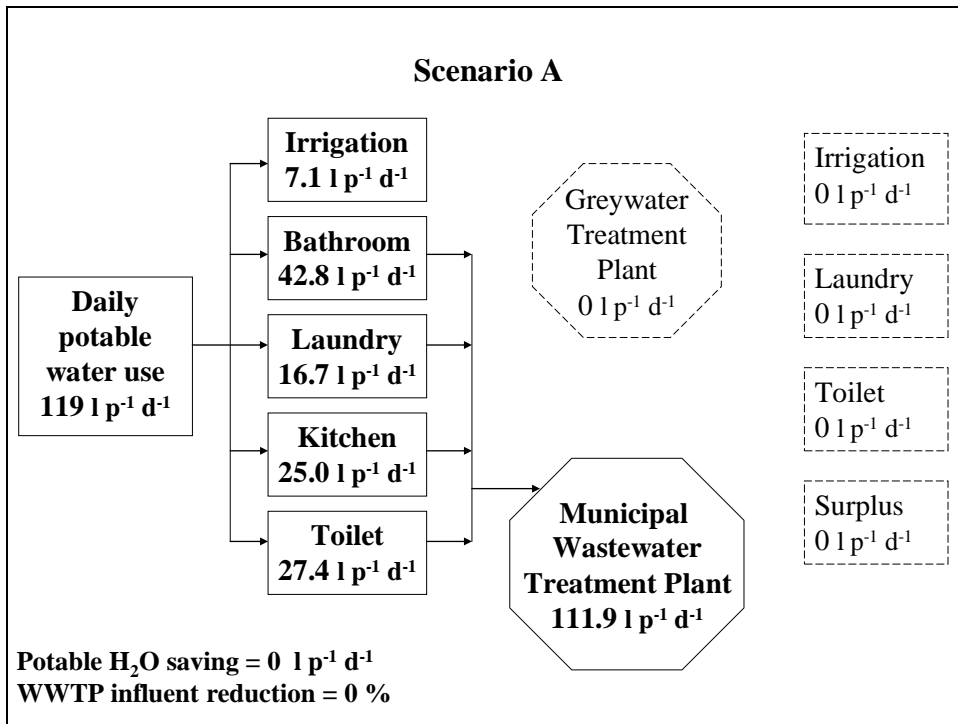 Scenario A
Daily
potable
water use
119 l p⁻¹ d⁻¹
Irrigation
7.1 l p⁻¹ d⁻¹
Bathroom
42.8 l p⁻¹ d⁻¹
Laundry
16.7 l p⁻¹ d⁻¹
Kitchen
25.0 l p⁻¹ d⁻¹
Toilet
27.4 l p⁻¹ d⁻¹
Greywater
Treatment
Plant
0 l p⁻¹ d⁻¹
Municipal
Wastewater
Treatment Plant
111.9 l p⁻¹ d⁻¹
Irrigation
0 l p⁻¹ d⁻¹
Laundry
0 l p⁻¹ d⁻¹
Toilet
0 l p⁻¹ d⁻¹
Surplus
0 l p⁻¹ d⁻¹
Potable H₂O saving = 0 l p⁻¹ d⁻¹
WWTP influent reduction = 0 %